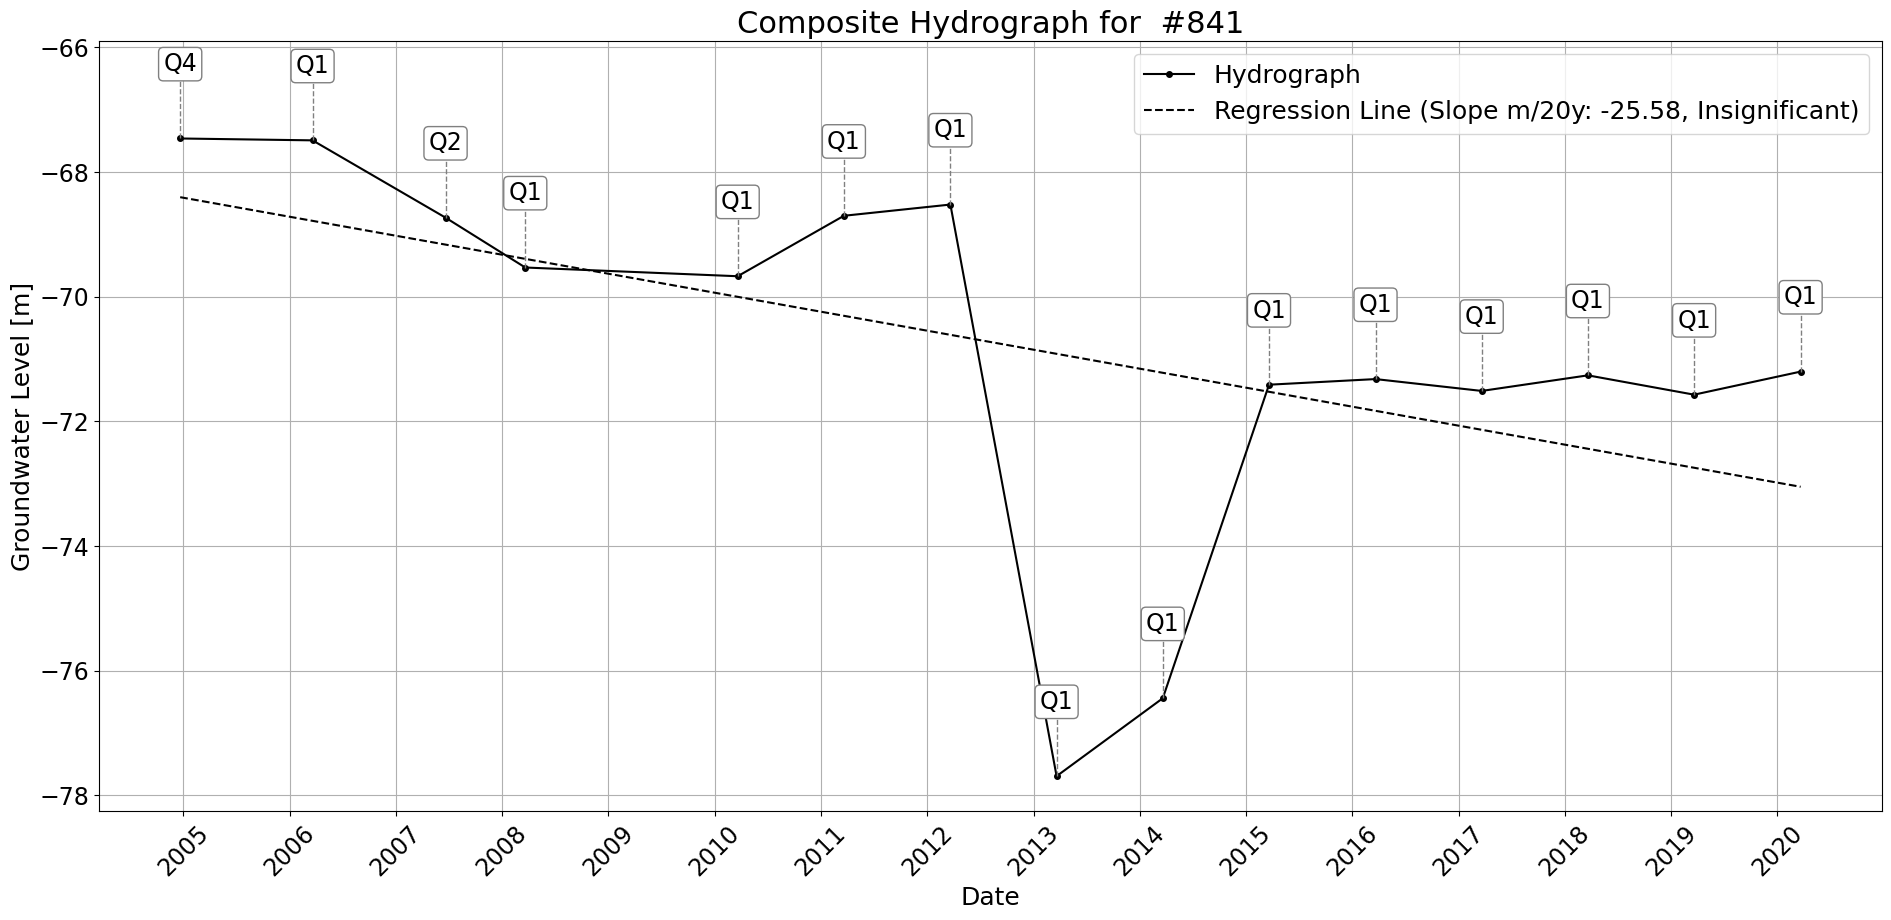 Composite Hydrograph for  #841
Hydrograph
Regression Line (Slope m/20y: -25.58, Insignificant)
Groundwater Level [m]
−66
−68
−70
−72
−74
−76
−78
Q4
Q1
Q2
Q1
Q1
Q1
Q1
Q1
Q1
Q1
Q1
Q1
Q1
Q1
Q1
2005
2006
2007
2008
2009
2010
2011
2012
2013
2014
2015
2016
2017
2018
2019
2020
Date